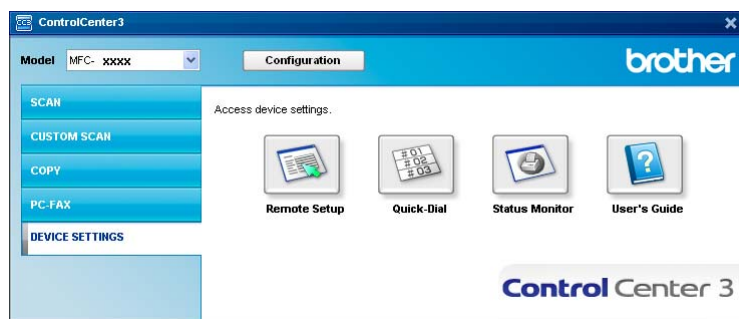 ControlCenter3
Model MFC- xxxx Configuration brother
SCAN
CUSTOM SCAN
COPY
PC-FAX
DEVICE SETTINGS
Access device settings.
#01
#02
#03
?
Remote Setup Quick-Dial Status Monitor User's Guide
Control Center 3